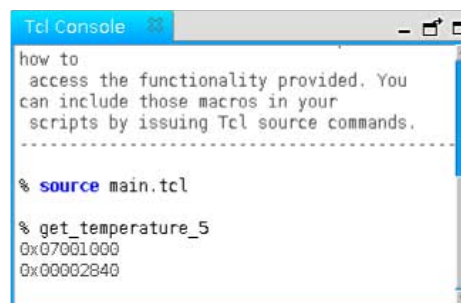 Tcl Console
how to
access the functionality provided. You
can include those macros in your
scripts by issuing Tcl source commands.
--------------------------------------------
% source main.tcl
% get_temperature_5
0x07001000
0x00002840